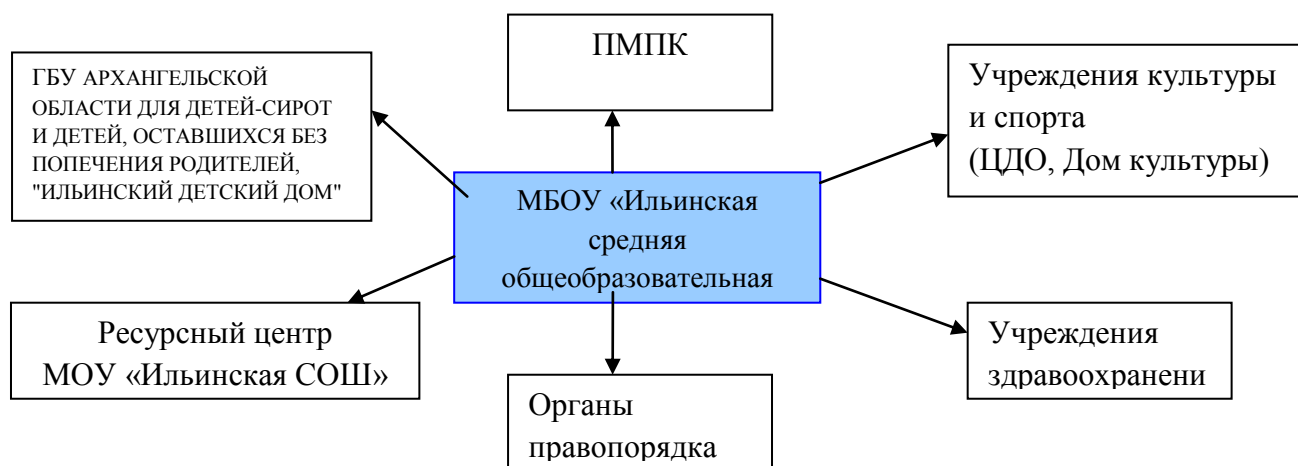 ПМПК
ГБУ АРХАНГЕЛЬСКОЙ
ОБЛАСТИ ДЛЯ ДЕТЕЙ-СИРОТ
И ДЕТЕЙ, ОСТАВШИХСЯ БЕЗ
ПОПЕЧЕНИЯ РОДИТЕЛЕЙ,
"ИЛЬИНСКИЙ ДЕТСКИЙ ДОМ"
Учреждения культуры
и спорта
(ЦДО, Дом культуры)
МБОУ «Ильинская
средняя
общеобразовательная
Ресурсный центр
МОУ «Ильинская СОШ»
Учреждения
здравоохранени
Органы
правопорядка